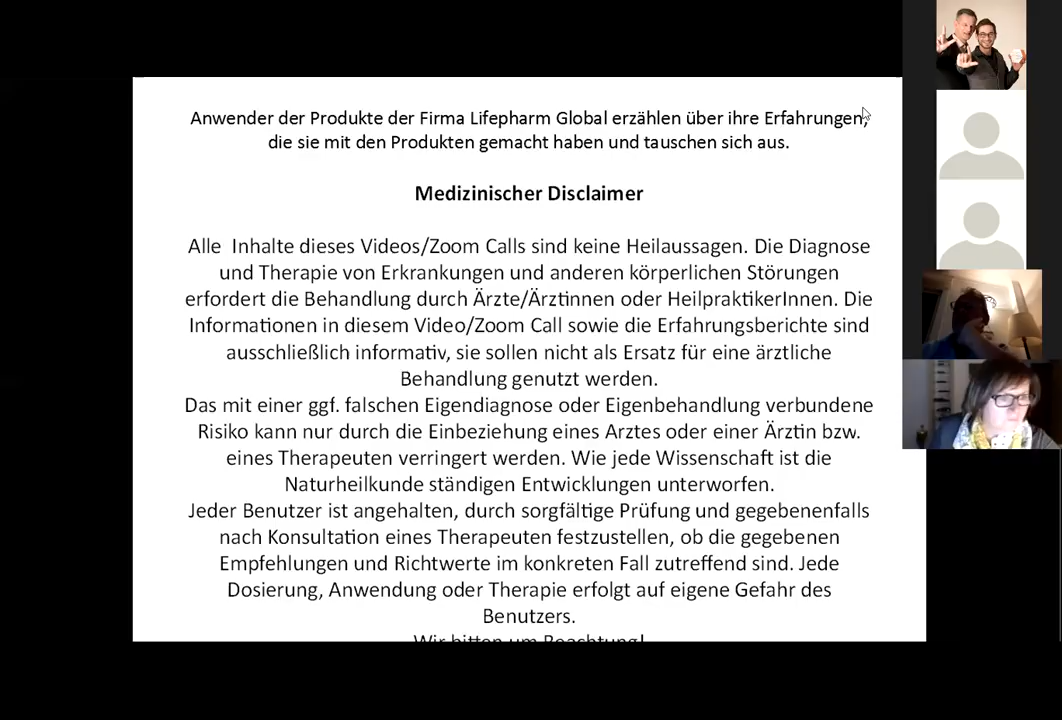 Anwender der Produkte der Firma Lifepharm Global erzählen über ihre Erfahrungen,
die sie mit den Produkten gemacht haben und tauschen sich aus.
Medizinischer Disclaimer
Alle Inhalte dieses Videos/Zoom Calls sind keine Heilaussagen. Die Diagnose
und Therapie von Erkrankungen und anderen körperlichen Störungen
erfordert die Behandlung durch Ärzte/Ärztinnen oder HeilpraktikerInnen. Die
Informationen in diesem Video/Zoom Call sowie die Erfahrungsberichte sind
ausschließlich informativ, sie sollen nicht als Ersatz für eine ärztliche
Behandlung genutzt werden.
Das mit einer ggf. falschen Eigendiagnose oder Eigenbehandlung verbundene
Risiko kann nur durch die Einbeziehung eines Arztes oder einer Ärztin bzw.
eines Therapeuten verringert werden. Wie jede Wissenschaft ist die
Naturheilkunde ständigen Entwicklungen unterworfen.
Jeder Benutzer ist angehalten, durch sorgfältige Prüfung und gegebenenfalls
nach Konsultation eines Therapeuten festzustellen, ob die gegebenen
Empfehlungen und Richtwerte im konkreten Fall zutreffend sind. Jede
Dosierung, Anwendung oder Therapie erfolgt auf eigene Gefahr des
Benutzers.
Wir bitten um Beachtung!